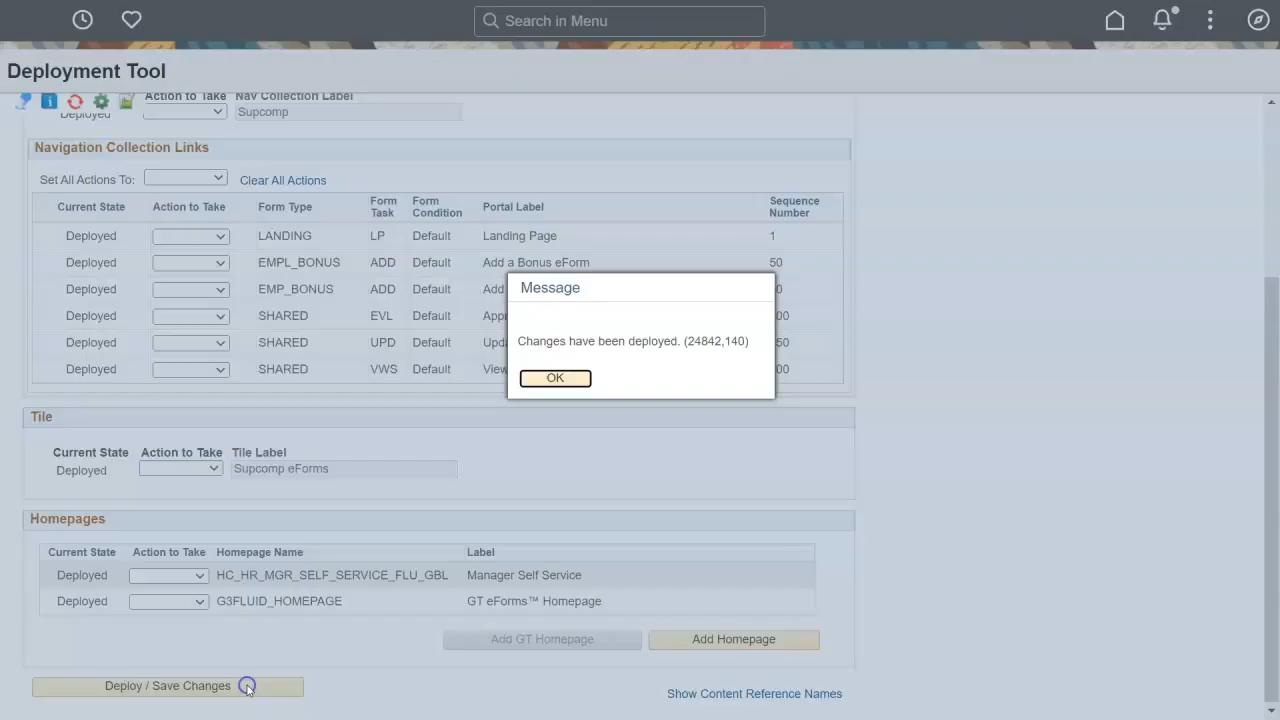 Search in Menu
Deployment Tool
Action to Take Nav Collection Label
Deployed Supcomp
Navigation Collection Links
Set All Actions To: Clear All Actions
Current State Action to Take Form Type Form Task Form Condition Portal Label Sequence Number
Deployed LANDING LP Default Landing Page 1
Deployed EMPL_BONUS ADD Default Add a Bonus eForm 50
Deployed EMP_BONUS ADD Default Add
Deployed SHARED EVL Default
Deployed SHARED UPD Default
Deployed SHARED VWS Default
Message
Changes have been deployed. (24842,140)
OK
Tile
Current State Action to Take Tile Label
Deployed Supcomp eForms
Homepages
Current State Action to Take Homepage Name Label
Deployed HC_HR_MGR_SELF_SERVICE_FLU_GBL Manager Self Service
Deployed G3FLUID_HOMEPAGE GT eForms™ Homepage
Add GT Homepage Add Homepage
Deploy / Save Changes
Show Content Reference Names